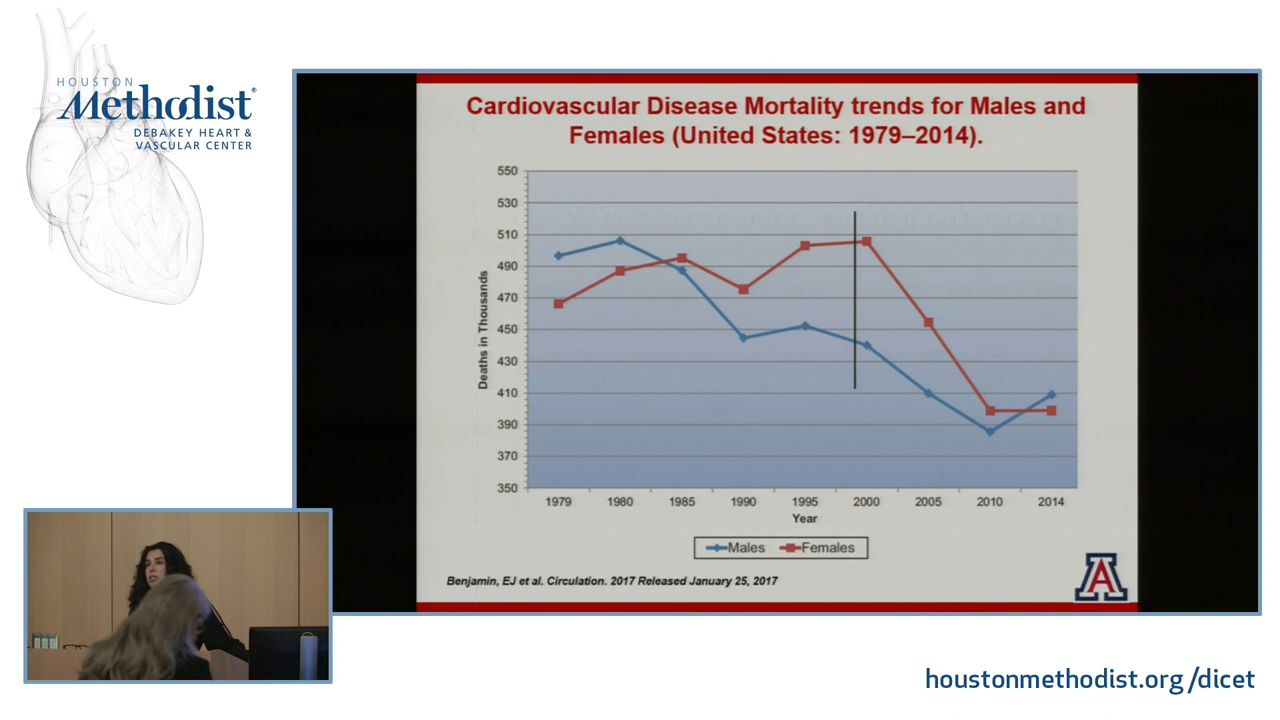 HOUSTON
Methodist®
DEBAKEY HEART &
VASCULAR CENTER
Cardiovascular Disease Mortality trends for Males and
Females (United States: 1979–2014).
550
530
510
490
470
450
430
410
390
370
350
Deaths in Thousands
1979 1980 1985 1990 1995 2000 2005 2010 2014
Year
Males Females
Benjamin, EJ et al. Circulation. 2017 Released January 25, 2017
A
houstonmethodist.org/dicet